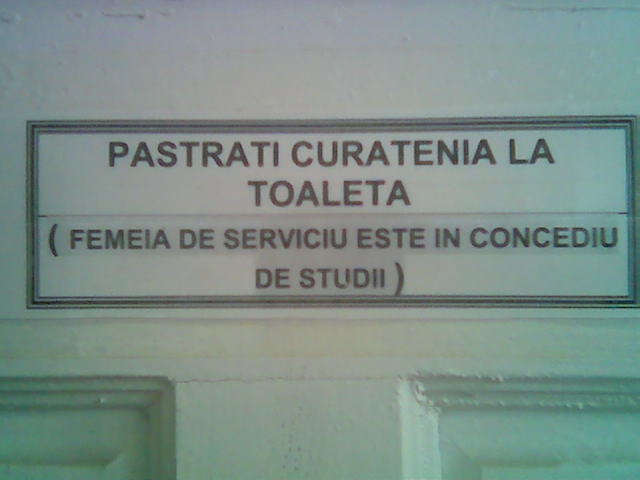 PASTRATI CURATENIA LA
TOALETA
( FEMEIA DE SERVICIU ESTE IN CONCEDIU
DE STUDII )